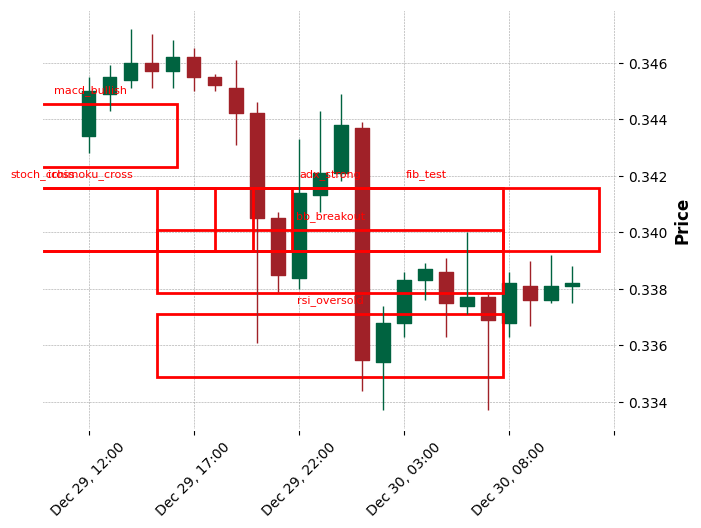 macd_bullish
stoch_cross
ichimoku_cross
adx_strong
fib_test
bb_breakout
rsi_oversold
0.346
0.344
0.342
0.340
0.338
0.336
0.334
Price
Dec 29, 12:00
Dec 29, 17:00
Dec 29, 22:00
Dec 30, 03:00
Dec 30, 08:00